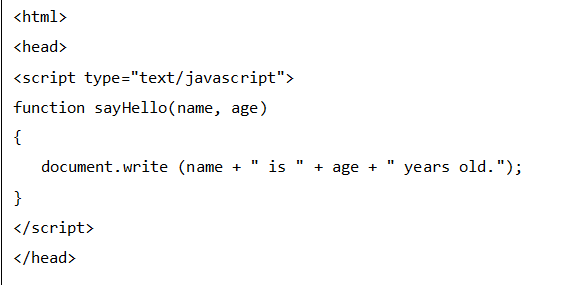 <html>
<head>
<script type="text/javascript">
function sayHello(name, age)
{
document.write (name + " is " + age + " years old.");
}
</script>
</head>